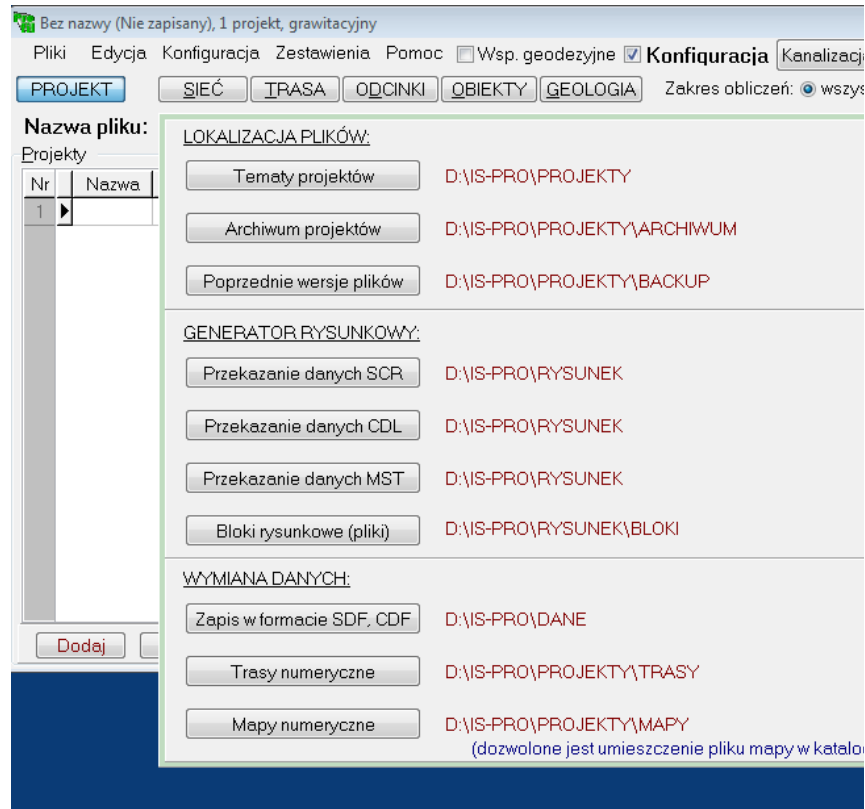 Bez nazwy (Nie zapisany), 1 projekt, grawitacyjny
Pliki Edycja Konfiguracja Zestawienia Pomoc Wsp. geodezyjne Konfiguracja Kanalizacj
PROJEKT SIEĆ TRASA ODCINKI OBIEKTY GEOLOGIA Zakres obliczeń: wszys
Nazwa pliku:
Projekty
Nr Nazwa
1
LOKALIZACJA PLIKÓW:
Tematy projektów D:\IS-PRO\PROJEKTY
Archiwum projektów D:\IS-PRO\PROJEKTY\ARCHIWUM
Poprzednie wersje plików D:\IS-PRO\PROJEKTY\BACKUP
GENERATOR RYSUNKOWY:
Przekazanie danych SCR D:\IS-PRO\RYSUNEK
Przekazanie danych CDL D:\IS-PRO\RYSUNEK
Przekazanie danych MST D:\IS-PRO\RYSUNEK
Bloki rysunkowe (pliki) D:\IS-PRO\RYSUNEK\BLOKI
WYMIANA DANYCH:
Zapis w formacie SDF, CDF D:\IS-PRO\DANE
Dodaj
Trasy numeryczne D:\IS-PRO\PROJEKTY\TRASY
Mapy numeryczne D:\IS-PRO\PROJEKTY\MAPY
(dozwolone jest umieszczenie pliku mapy w katalo